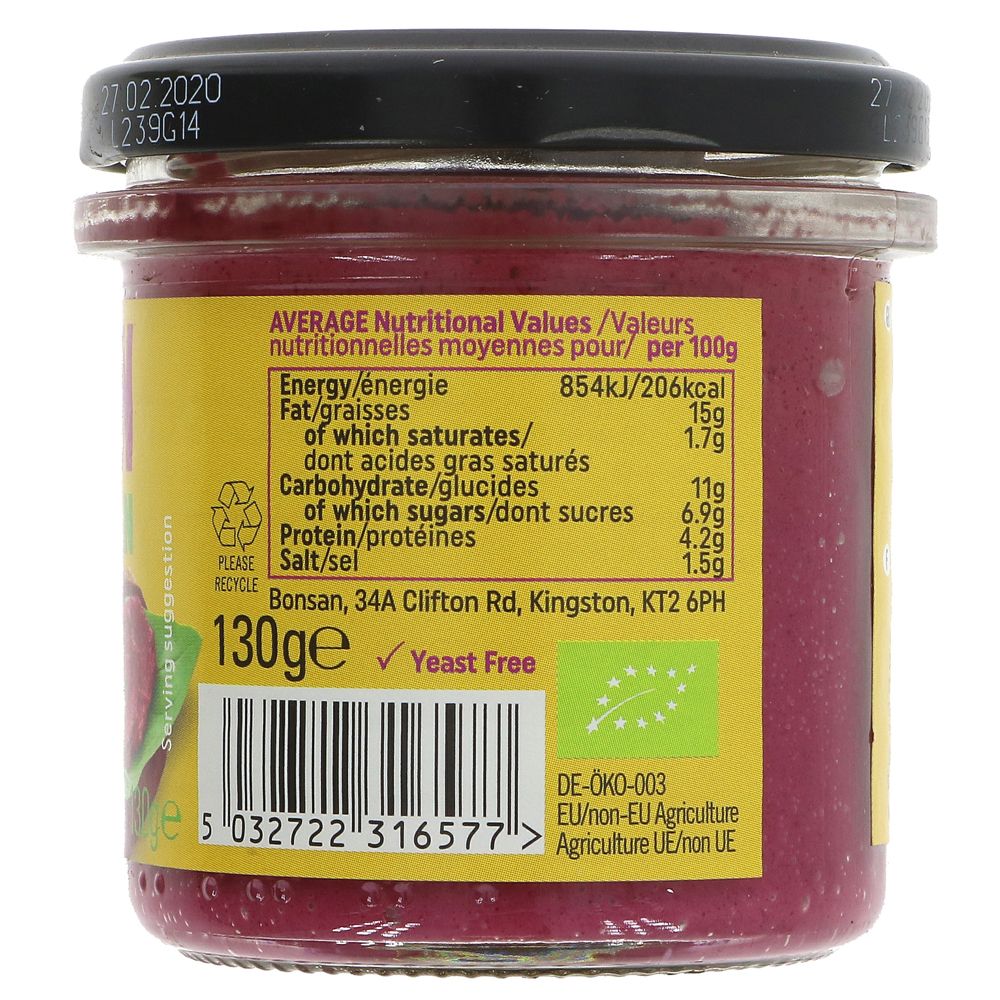 27.02.2020
L239G14
AVERAGE Nutritional Values /Valeurs
nutritionnelles moyennes pour/ per 100g
Energy/énergie 854kJ/206kcal
Fat/graisses 15g
of which saturates/ 1.7g
dont acides gras saturés
Carbohydrate/glucides 11g
of which sugars/dont sucres 6.9g
Protein/protéines 4.2g
Salt/sel 1.5g
PLEASE
RECYCLE
Bonsan, 34A Clifton Rd, Kingston, KT2 6PH
130g℮
✓ Yeast Free
Serving suggestion
DE-ÖKO-003
EU/non-EU Agriculture
Agriculture UE/non UE
5 032722 316577 >